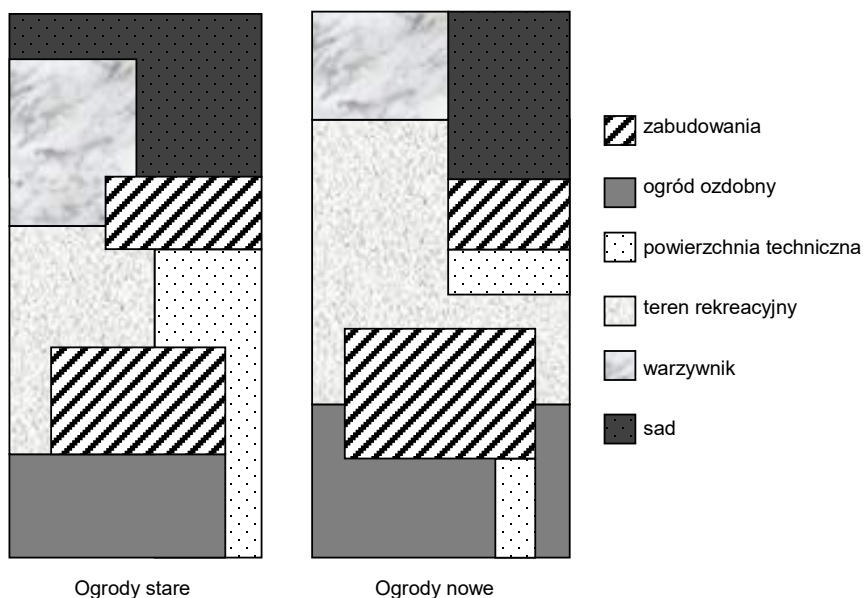 zabudowania
ogród ozdobny
powierzchnia techniczna
teren rekreacyjny
warzywnik
sad
Ogrody stare
Ogrody nowe